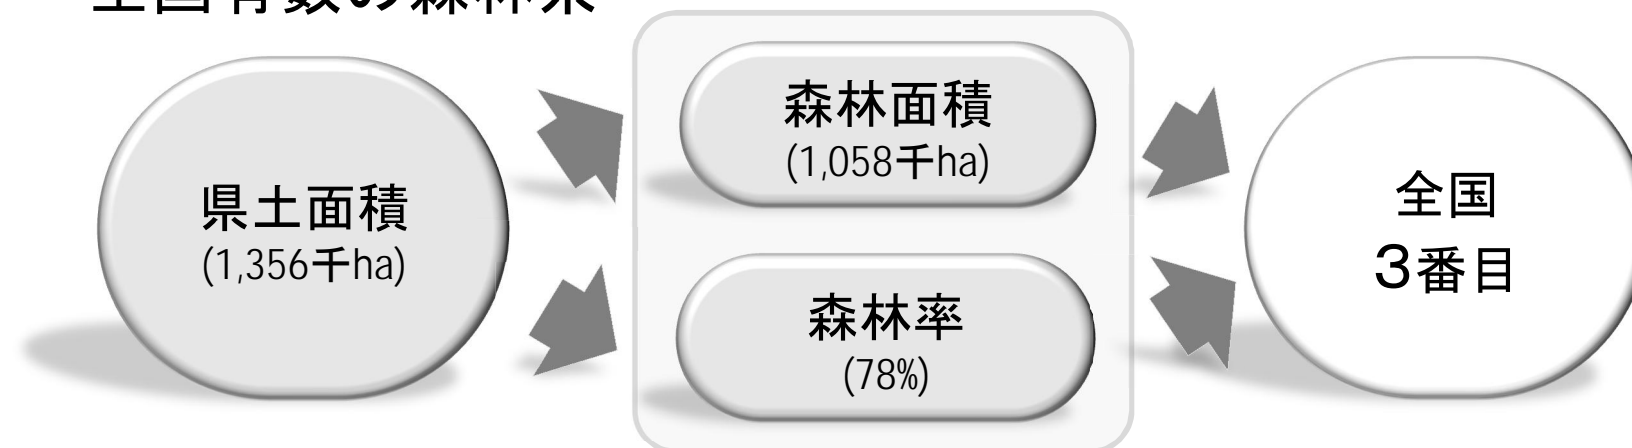 全国有数の森林県
県土面積
(1,356千ha)
森林面積
(1,058千ha)
森林率
(78%)
全国
3番目